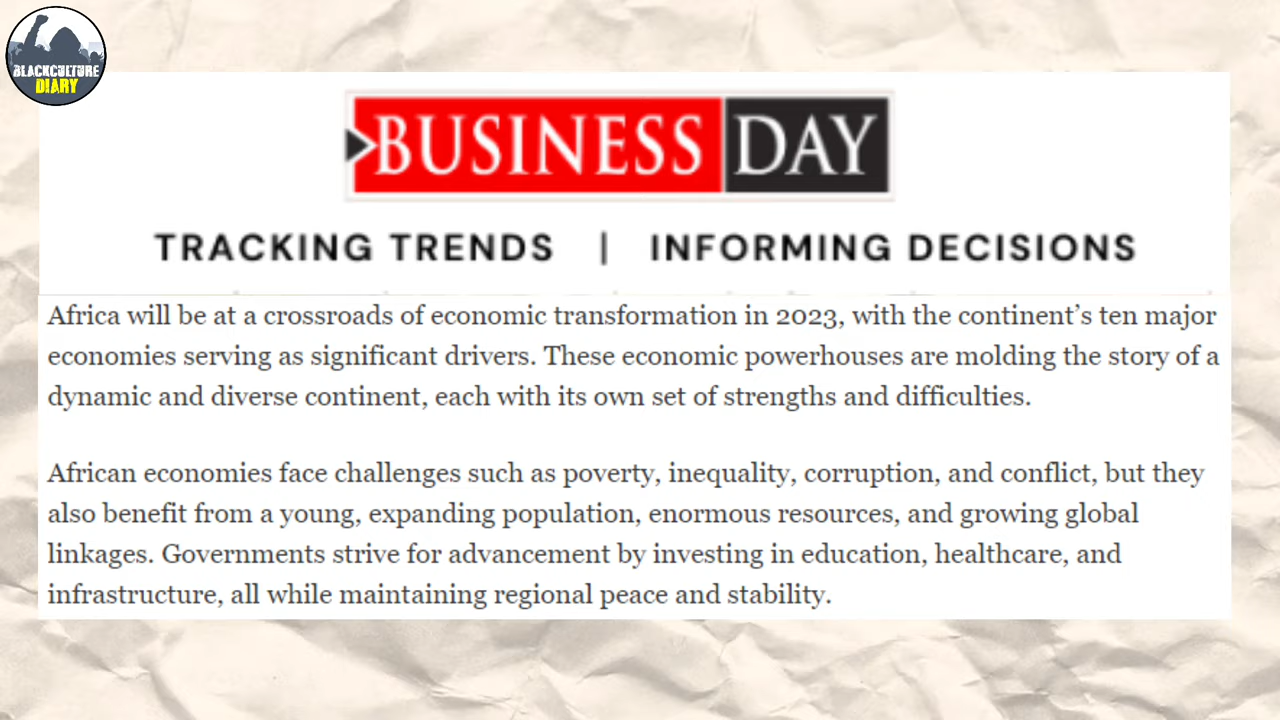 BLACKCULTURE
DIARY
BUSINESS DAY
TRACKING TRENDS | INFORMING DECISIONS
Africa will be at a crossroads of economic transformation in 2023, with the continent’s ten major
economies serving as significant drivers. These economic powerhouses are molding the story of a
dynamic and diverse continent, each with its own set of strengths and difficulties.
African economies face challenges such as poverty, inequality, corruption, and conflict, but they
also benefit from a young, expanding population, enormous resources, and growing global
linkages. Governments strive for advancement by investing in education, healthcare, and
infrastructure, all while maintaining regional peace and stability.